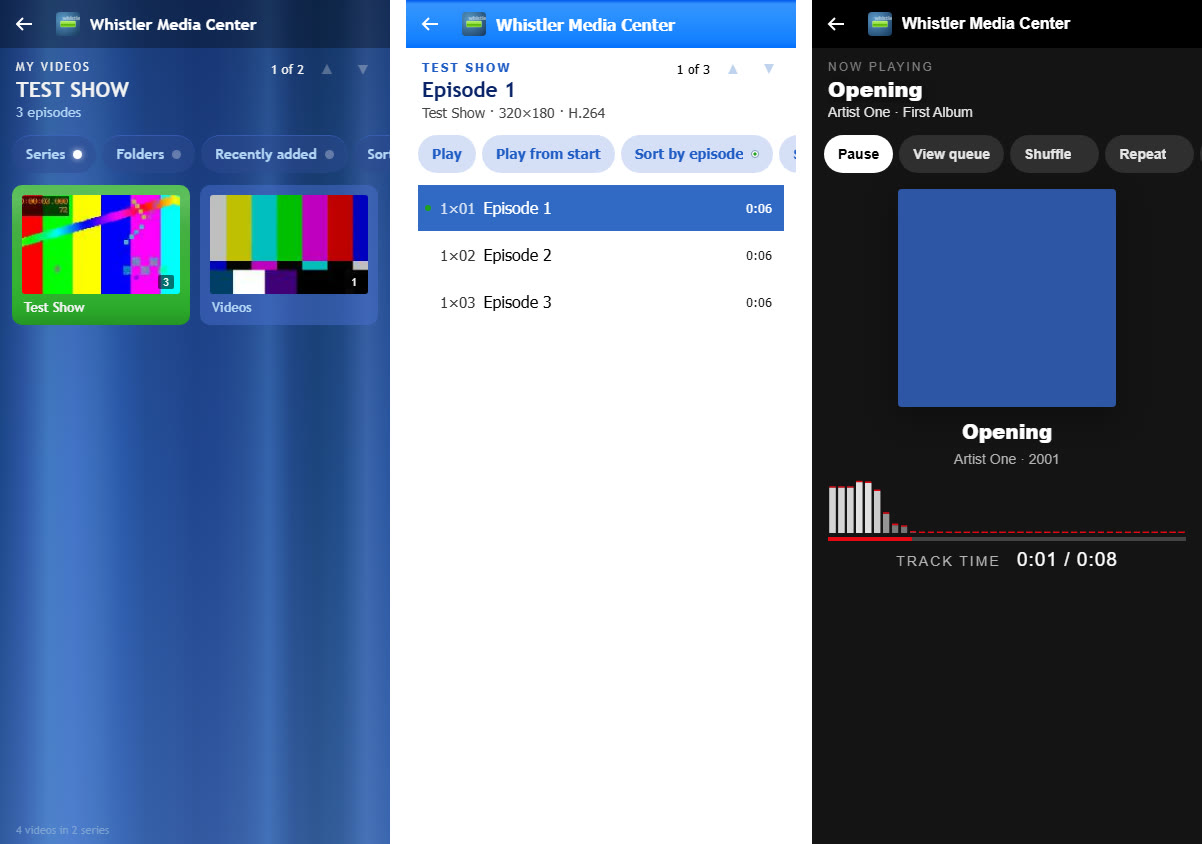 Whistler Media Center
MY VIDEOS
1 of 2
TEST SHOW
3 episodes
Series
Folders
Recently added
Sort
72
3
1
Test Show
Videos
4 videos in 2 series
Whistler Media Center
TEST SHOW
1 of 3
Episode 1
Test Show · 320×180 · H.264
Play
Play from start
Sort by episode
1×01 Episode 1 0:06
1×02 Episode 2 0:06
1×03 Episode 3 0:06
Whistler Media Center
NOW PLAYING
Opening
Artist One · First Album
Pause
View queue
Shuffle
Repeat
Opening
Artist One · 2001
TRACK TIME 0:01 / 0:08